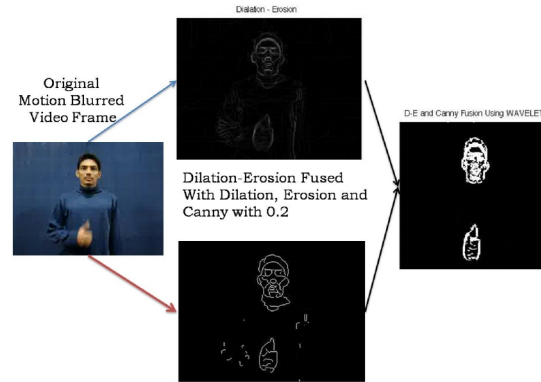 Dialation - Erosion
Original
Motion Blurred
Video Frame
D-E and Canny Fusion Using WAVELET
Dilation-Erosion Fused
With Dilation, Erosion and
Canny with 0.2